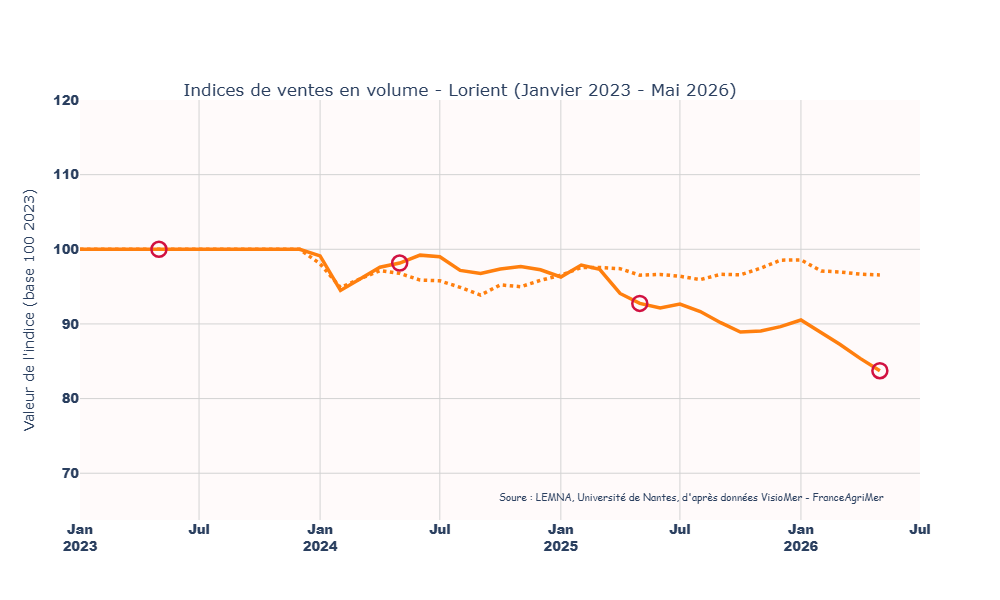 Indices de ventes en volume - Lorient (Janvier 2023 - Mai 2026)
Valeur de l'indice (base 100 2023)
120
110
100
90
80
70
Soure : LEMNA, Université de Nantes, d'après données VisioMer - FranceAgriMer
Jan Jul Jan Jul Jan Jul Jan Jul
2023 2024 2025 2026